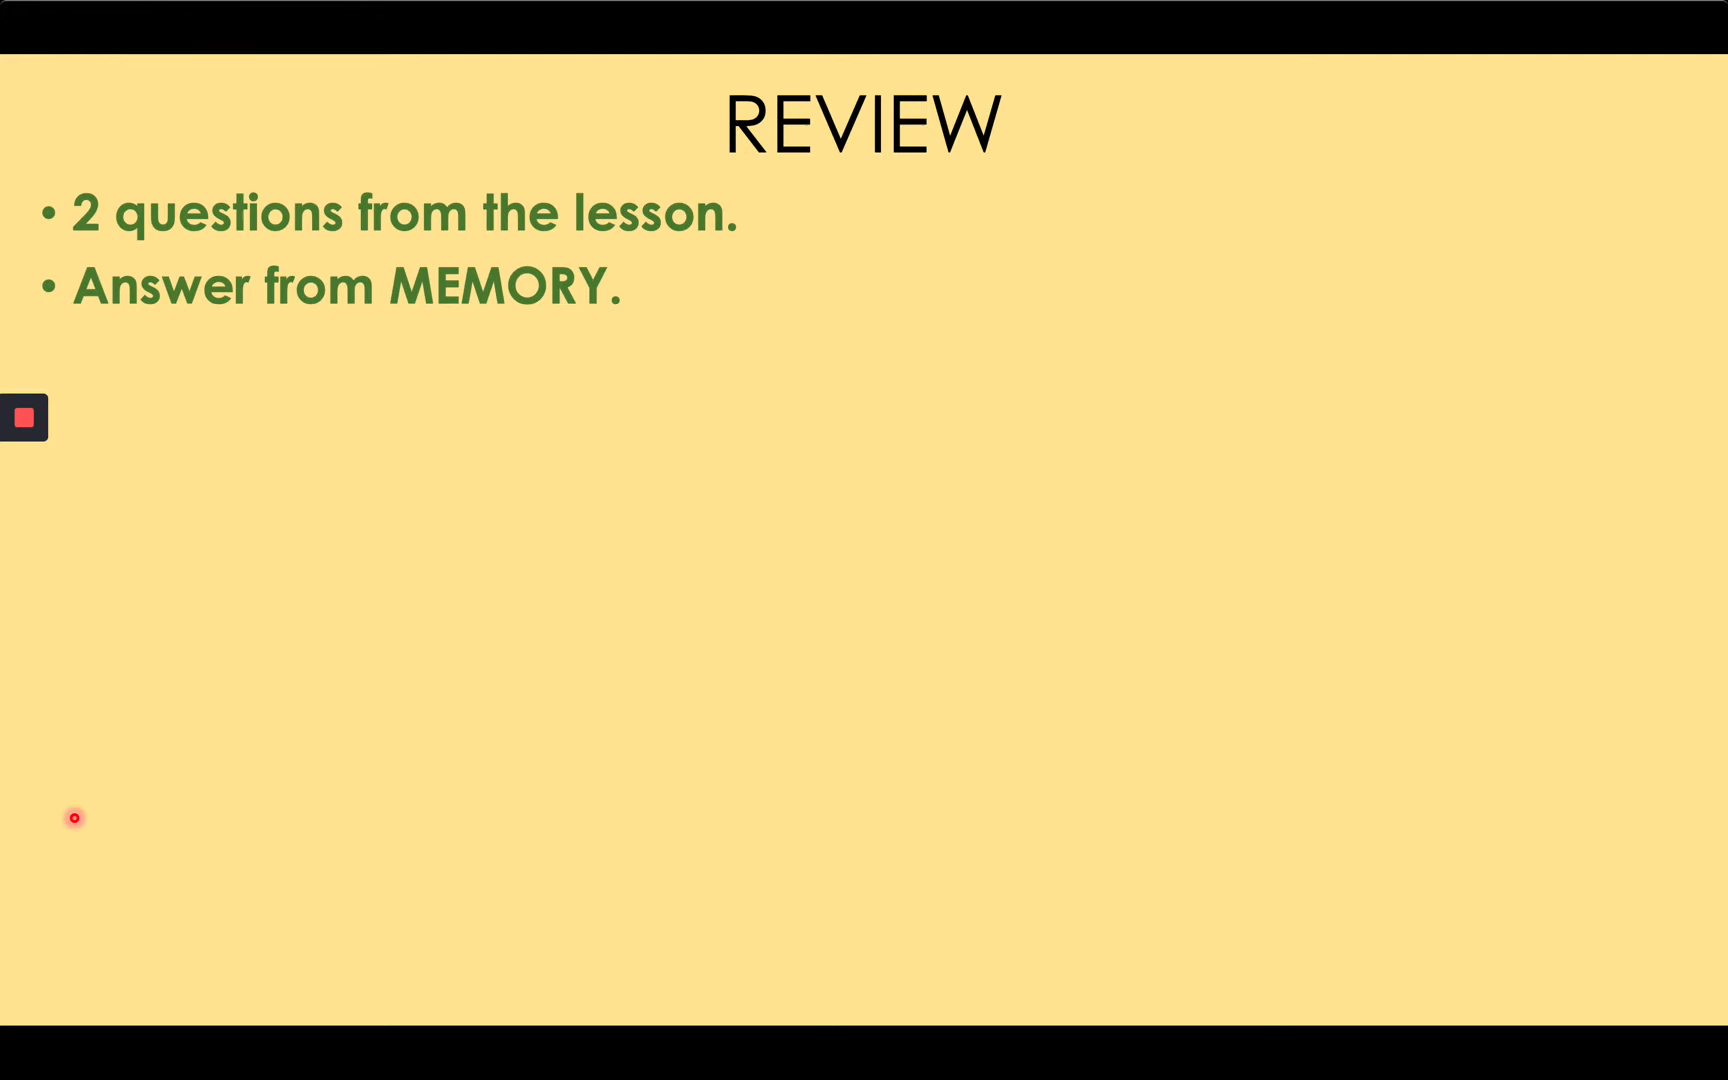 REVIEW
• 2 questions from the lesson.
• Answer from MEMORY.